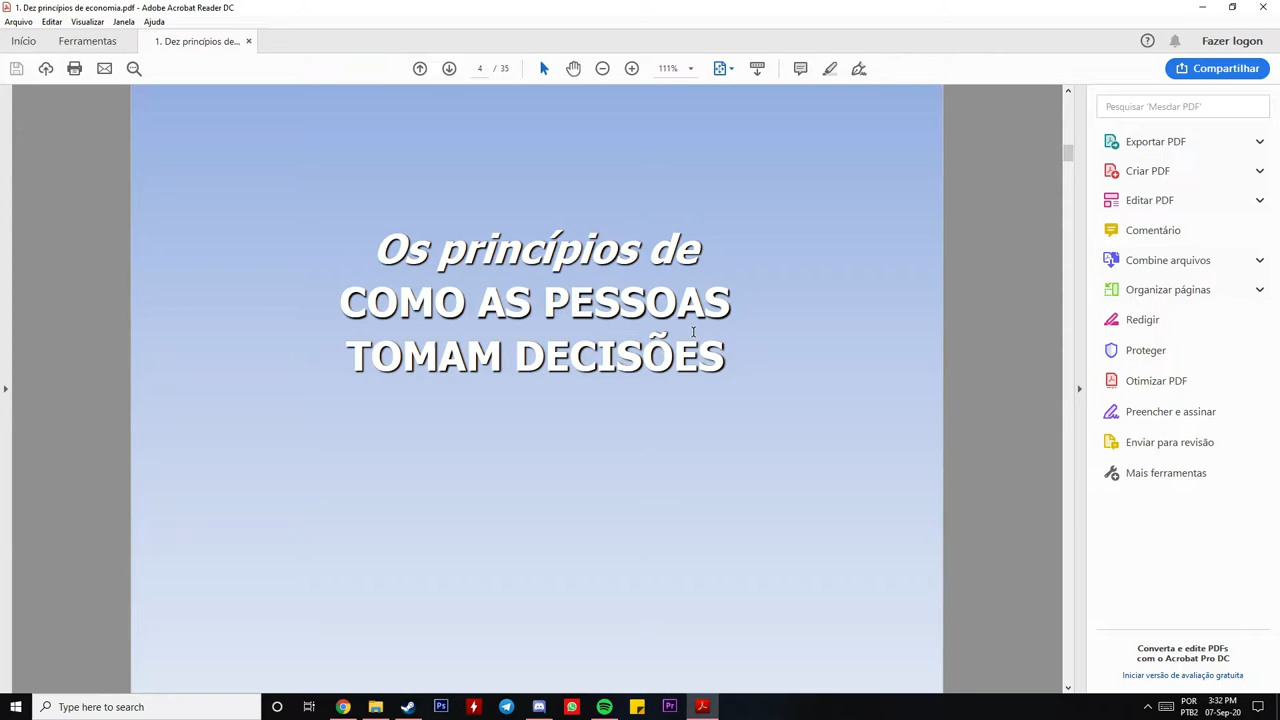 1. Dez princípios de economia.pdf - Adobe Acrobat Reader DC
Arquivo Editar Visualizar Janela Ajuda
Início Ferramentas 1. Dez princípios de... × Fazer logon
4 / 35 111% Compartilhar
Pesquisar 'Mesclar PDF'
Exportar PDF
Criar PDF
Editar PDF
Comentário
Combine arquivos
Organizar páginas
Redigir
Proteger
Otimizar PDF
Preencher e assinar
Enviar para revisão
Mais ferramentas
Os princípios de
COMO AS PESSOAS
TOMAM DECISÕES
Converta e edite PDFs
com o Acrobat Pro DC
Iniciar versão de avaliação gratuita
Type here to search
Ps
Pr
POR
PTB2
3:32 PM
07-Sep-20